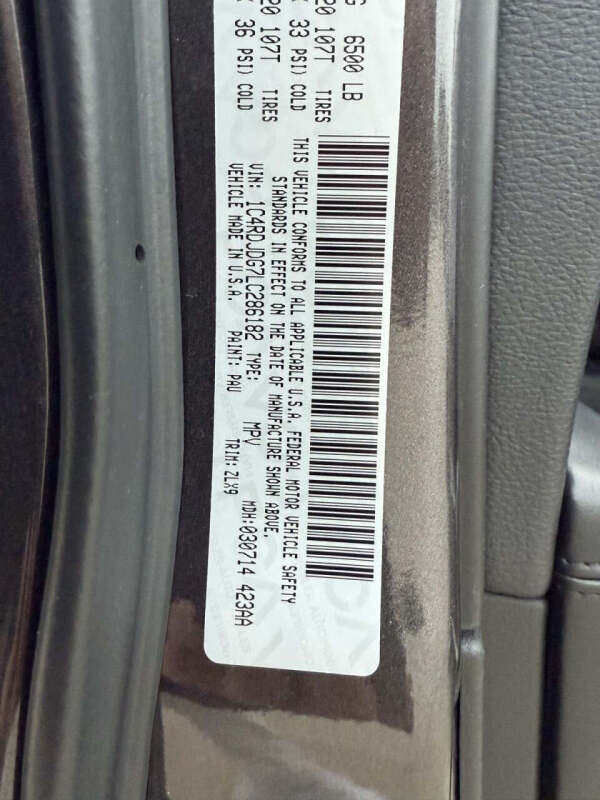 G 6500 LB
20 107T TIRES
33 PSI) COLD
20 107T TIRES
36 PSI) COLD
THIS VEHICLE CONFORMS TO ALL APPLICABLE U.S.A. FEDERAL MOTOR VEHICLE SAFETY
STANDARDS IN EFFECT ON THE DATE OF MANUFACTURE SHOWN ABOVE.
VIN: 1C4RDJDG7LC286182 TYPE: MPV MDH:030714 423AA
VEHICLE MADE IN U.S.A. PAINT: PAU TRIM: ZLX9